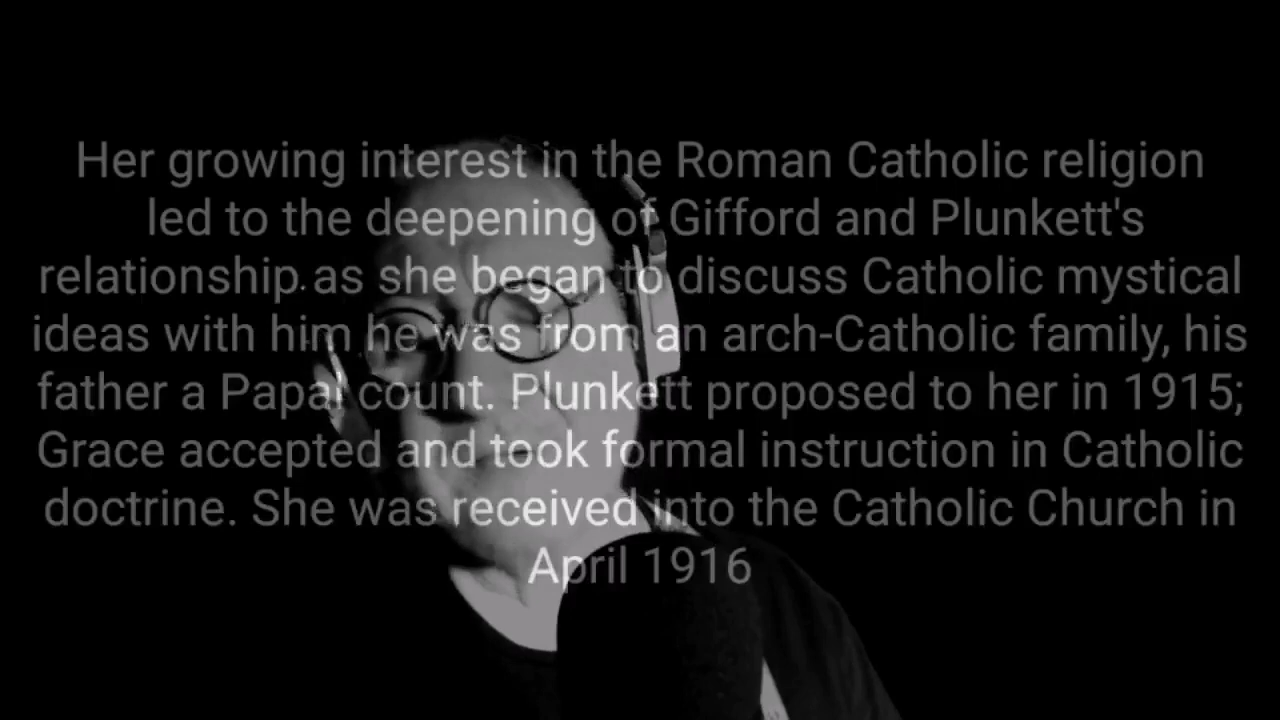 Her growing interest in the Roman Catholic religion
led to the deepening of Gifford and Plunkett's
relationship as she began to discuss Catholic mystical
ideas with him he was from an arch-Catholic family, his
father a Papal count. Plunkett proposed to her in 1915;
Grace accepted and took formal instruction in Catholic
doctrine. She was received into the Catholic Church in
April 1916